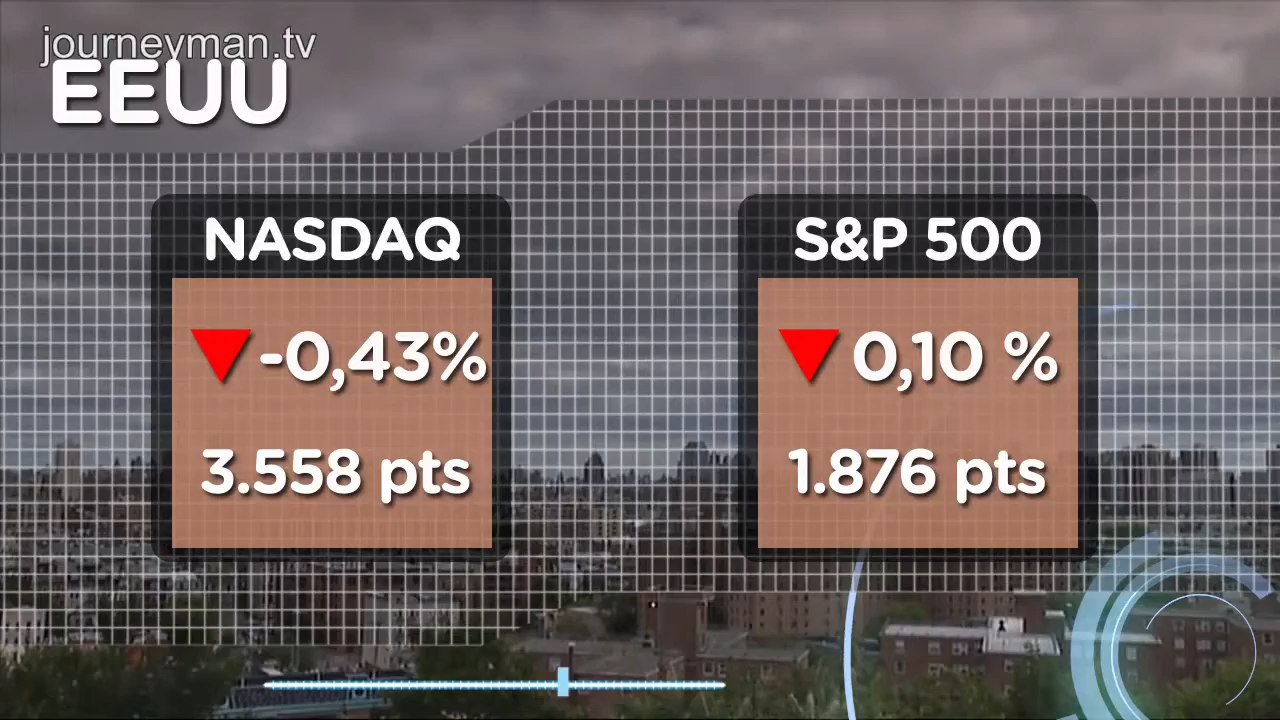 journeyman.tv
EEUU
NASDAQ
-0,43%
3.558 pts
S&P 500
0,10 %
1.876 pts